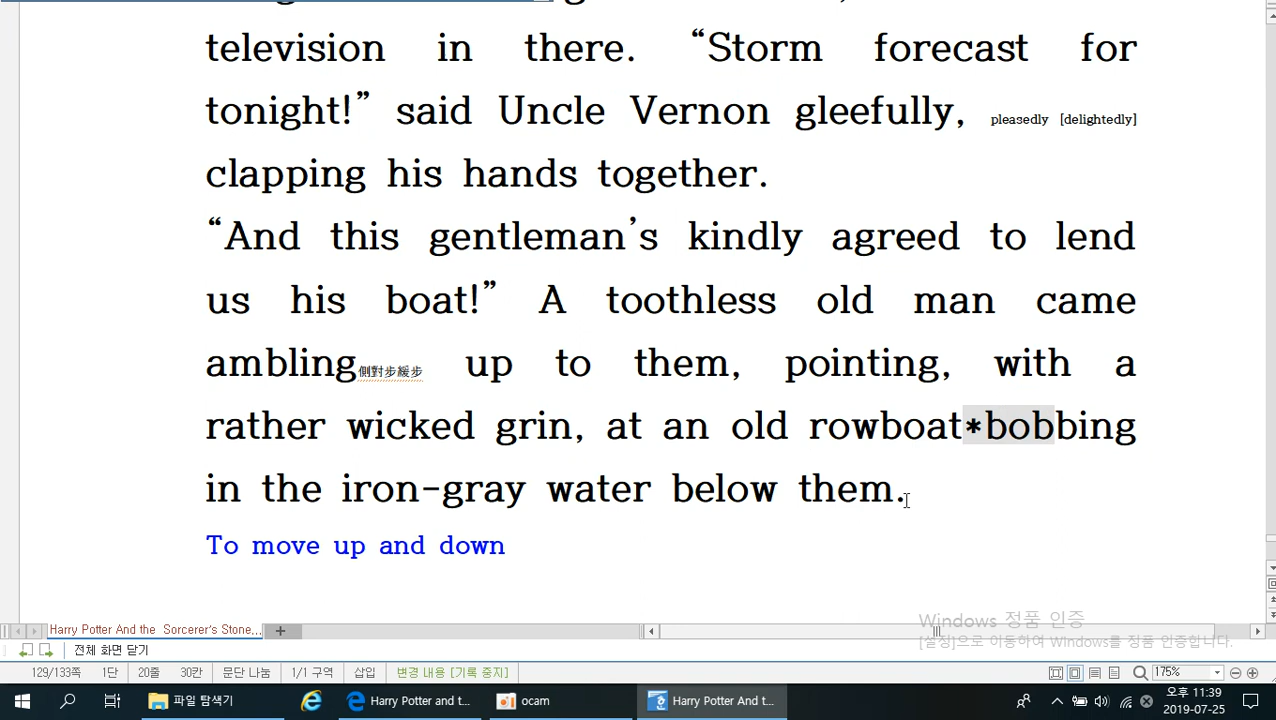 television in there. “Storm forecast for
tonight!” said Uncle Vernon gleefully, pleasedly [delightedly]
clapping his hands together.
“And this gentleman’s kindly agreed to lend
us his boat!” A toothless old man came
ambling側對步緩步 up to them, pointing, with a
rather wicked grin, at an old rowboat*bobbing
in the iron-gray water below them.
To move up and down
Windows 정품 인증
[설정]으로 이동하여 Windows를 정품 인증합니다.
Harry Potter And the Sorcerer's Stone...
전체 화면 닫기
129/133쪽 1단 20줄 30칸 문단 나눔 1/1 구역 삽입 변경 내용 [기록 중지] 175%
파일 탐색기 Harry Potter and t... ocam Harry Potter And t... 오후 11:39
2019-07-25